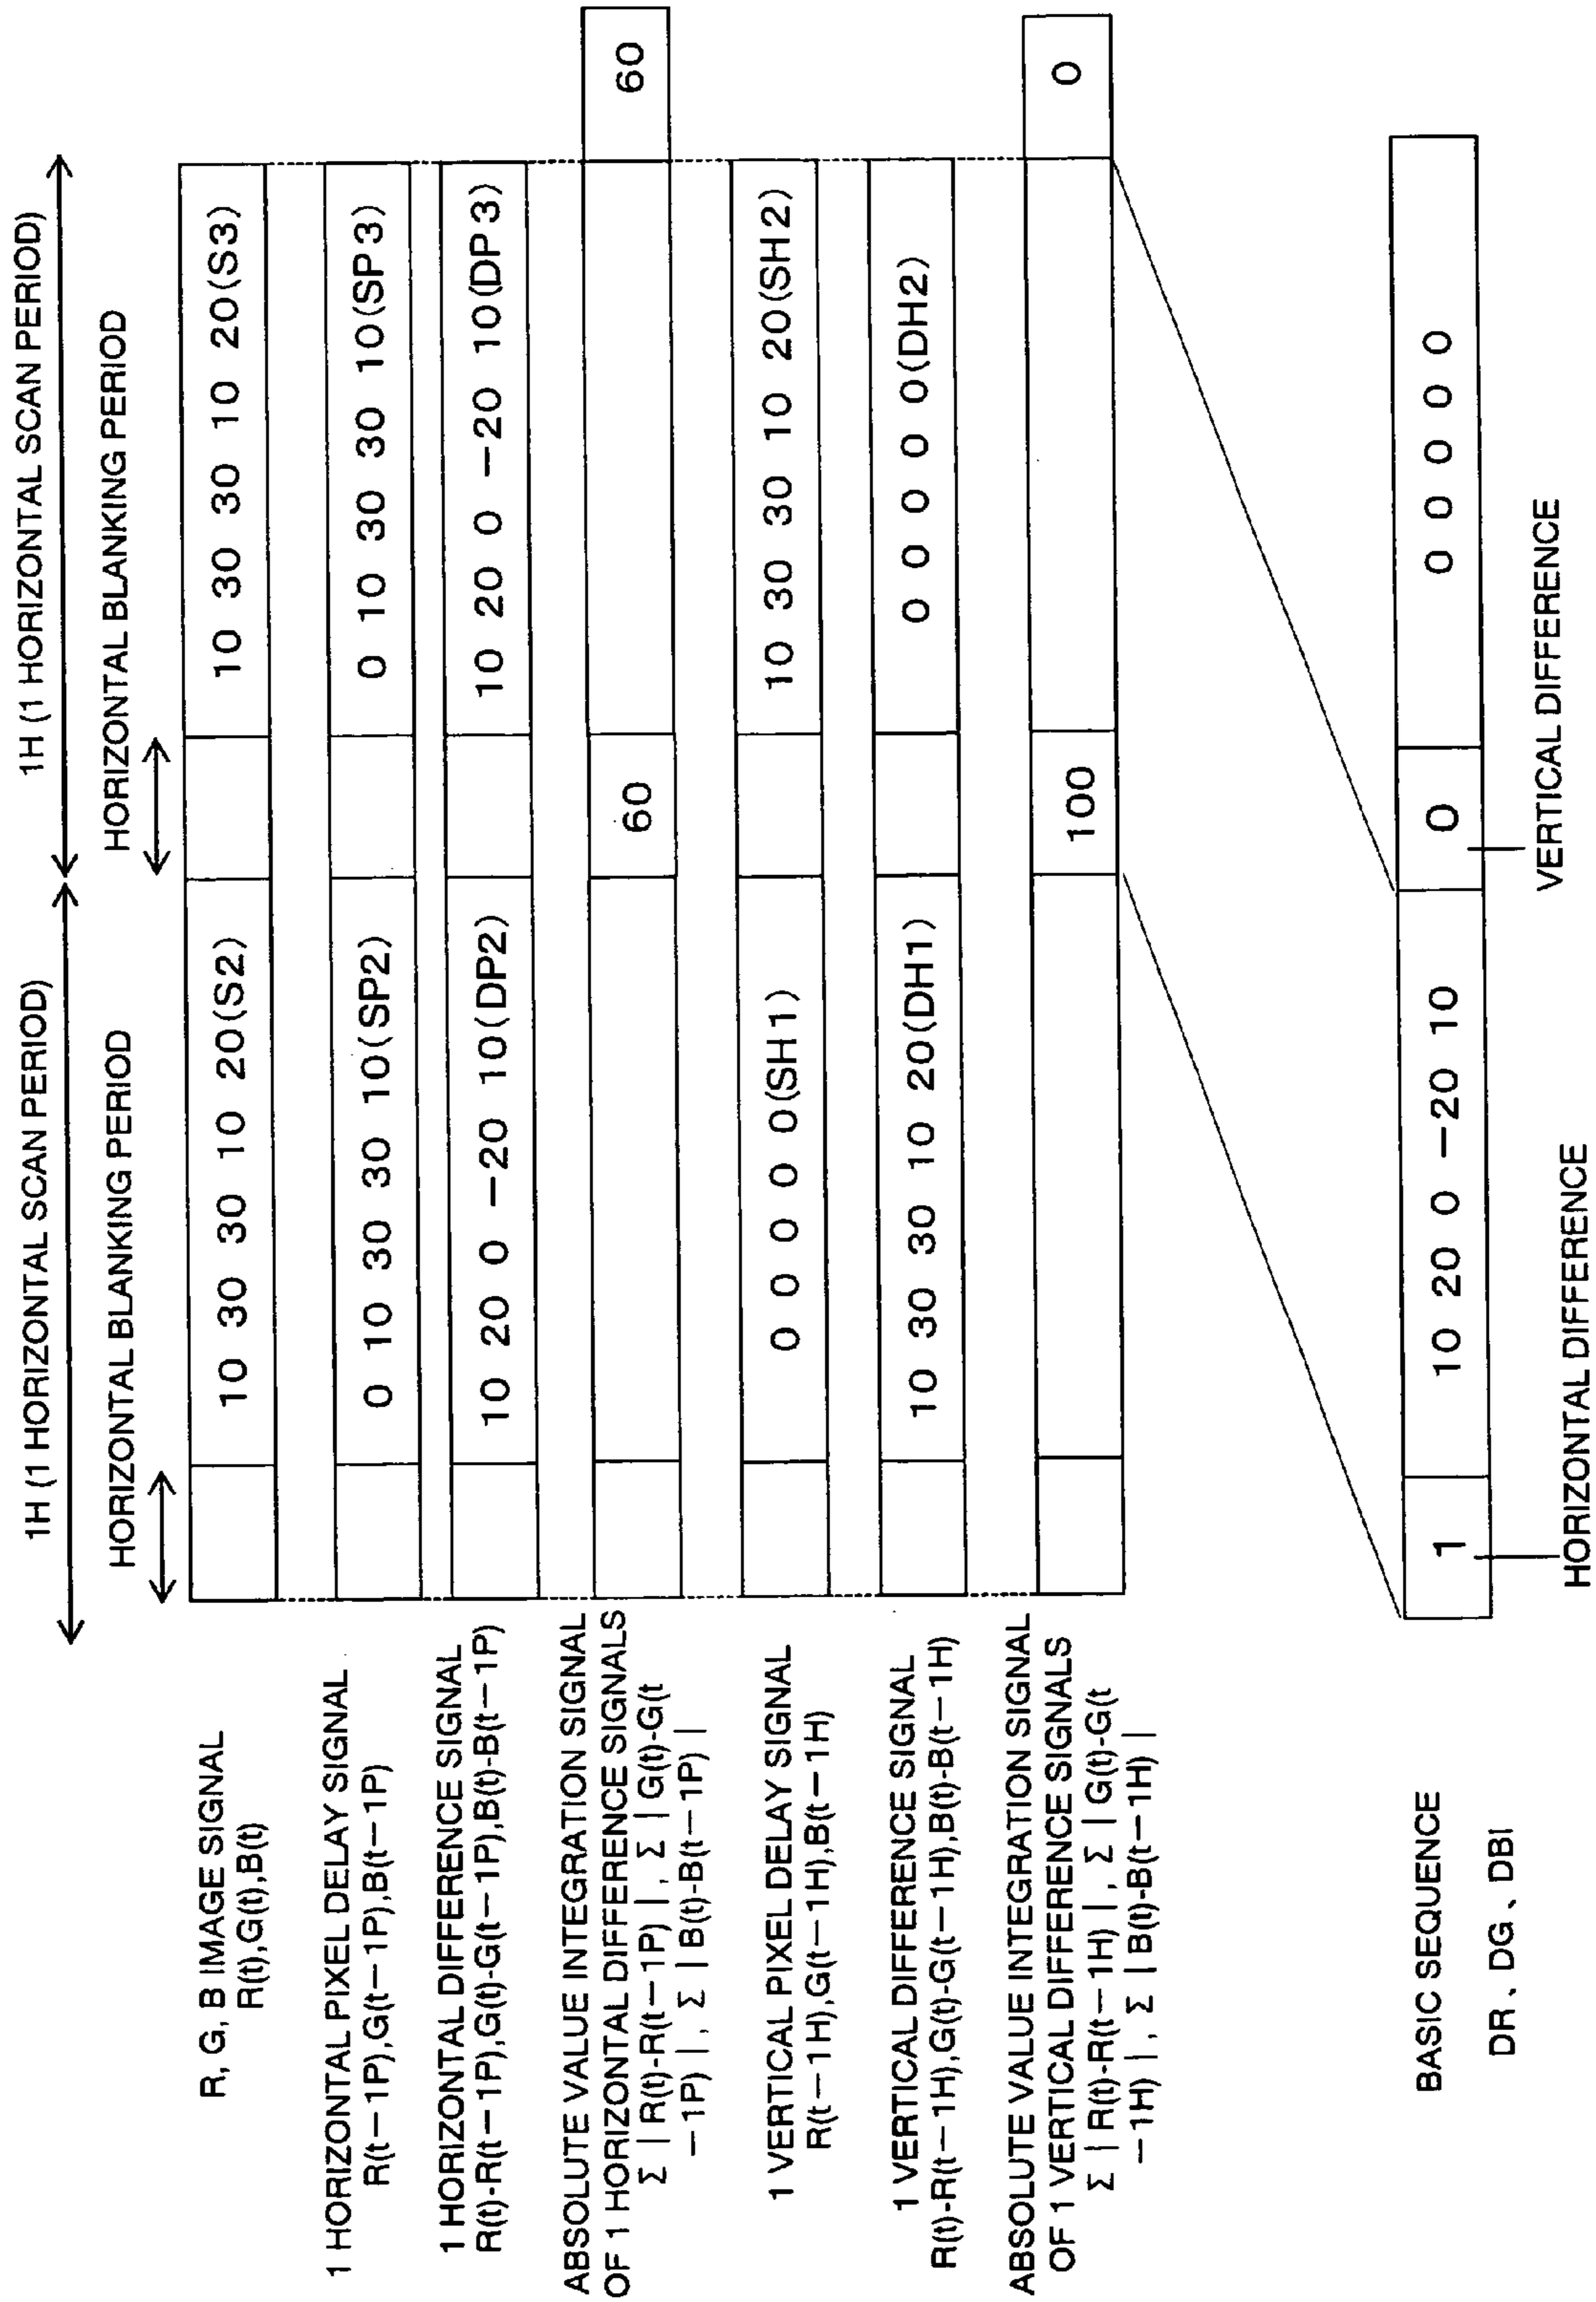 1H (1 HORIZONTAL SCAN PERIOD)
1H (1 HORIZONTAL SCAN PERIOD)
HORIZONTAL BLANKING PERIOD
HORIZONTAL BLANKING PERIOD
R, G, B IMAGE SIGNAL
R(t),G(t),B(t)
10 30 30 10 20(S2)
10 30 30 10 20(S3)
1 HORIZONTAL PIXEL DELAY SIGNAL
R(t−1P),G(t−1P),B(t−1P)
0 10 30 30 10(SP2)
0 10 30 30 10(SP3)
1 HORIZONTAL DIFFERENCE SIGNAL
R(t)-R(t−1P),G(t)-G(t−1P),B(t)-B(t−1P)
10 20 0 −20 10(DP2)
10 20 0 −20 10(DP3)
ABSOLUTE VALUE INTEGRATION SIGNAL
OF 1 HORIZONTAL DIFFERENCE SIGNALS
Σ | R(t)-R(t−1P) | , Σ | G(t)-G(t
−1P) | , Σ | B(t)-B(t−1P) |
60
60
1 VERTICAL PIXEL DELAY SIGNAL
R(t−1H),G(t−1H),B(t−1H)
0 0 0 0 0(SH1)
10 30 30 10 20(SH2)
1 VERTICAL DIFFERENCE SIGNAL
R(t)-R(t−1H),G(t)-G(t−1H),B(t)-B(t−1H)
10 30 30 10 20(DH1)
0 0 0 0 0(DH2)
ABSOLUTE VALUE INTEGRATION SIGNAL
OF 1 VERTICAL DIFFERENCE SIGNALS
Σ | R(t)-R(t−1H) | , Σ | G(t)-G(t
−1H) | , Σ | B(t)-B(t−1H) |
100
0
BASIC SEQUENCE
DR、DG、DBI
1
10 20 0 −20 10
0
0 0 0 0 0
HORIZONTAL DIFFERENCE
VERTICAL DIFFERENCE